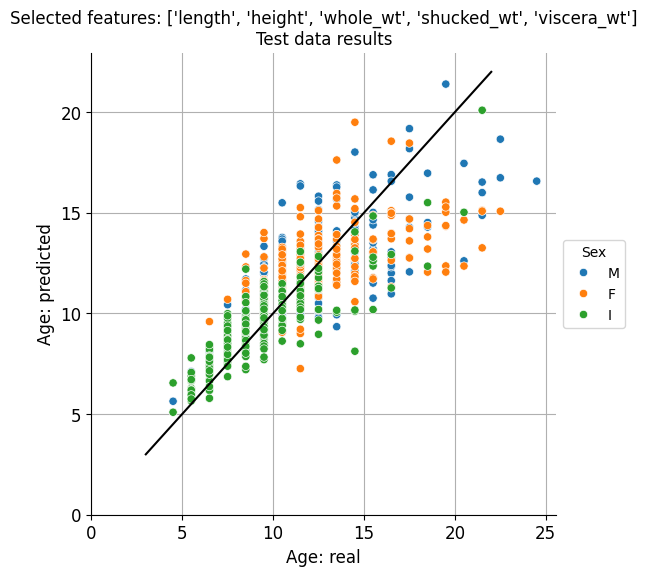 Selected features: ['length', 'height', 'whole_wt', 'shucked_wt', 'viscera_wt']
Test data results
Age: predicted
20
15
10
5
0
0 5 10 15 20 25
Age: real
Sex
M
F
I